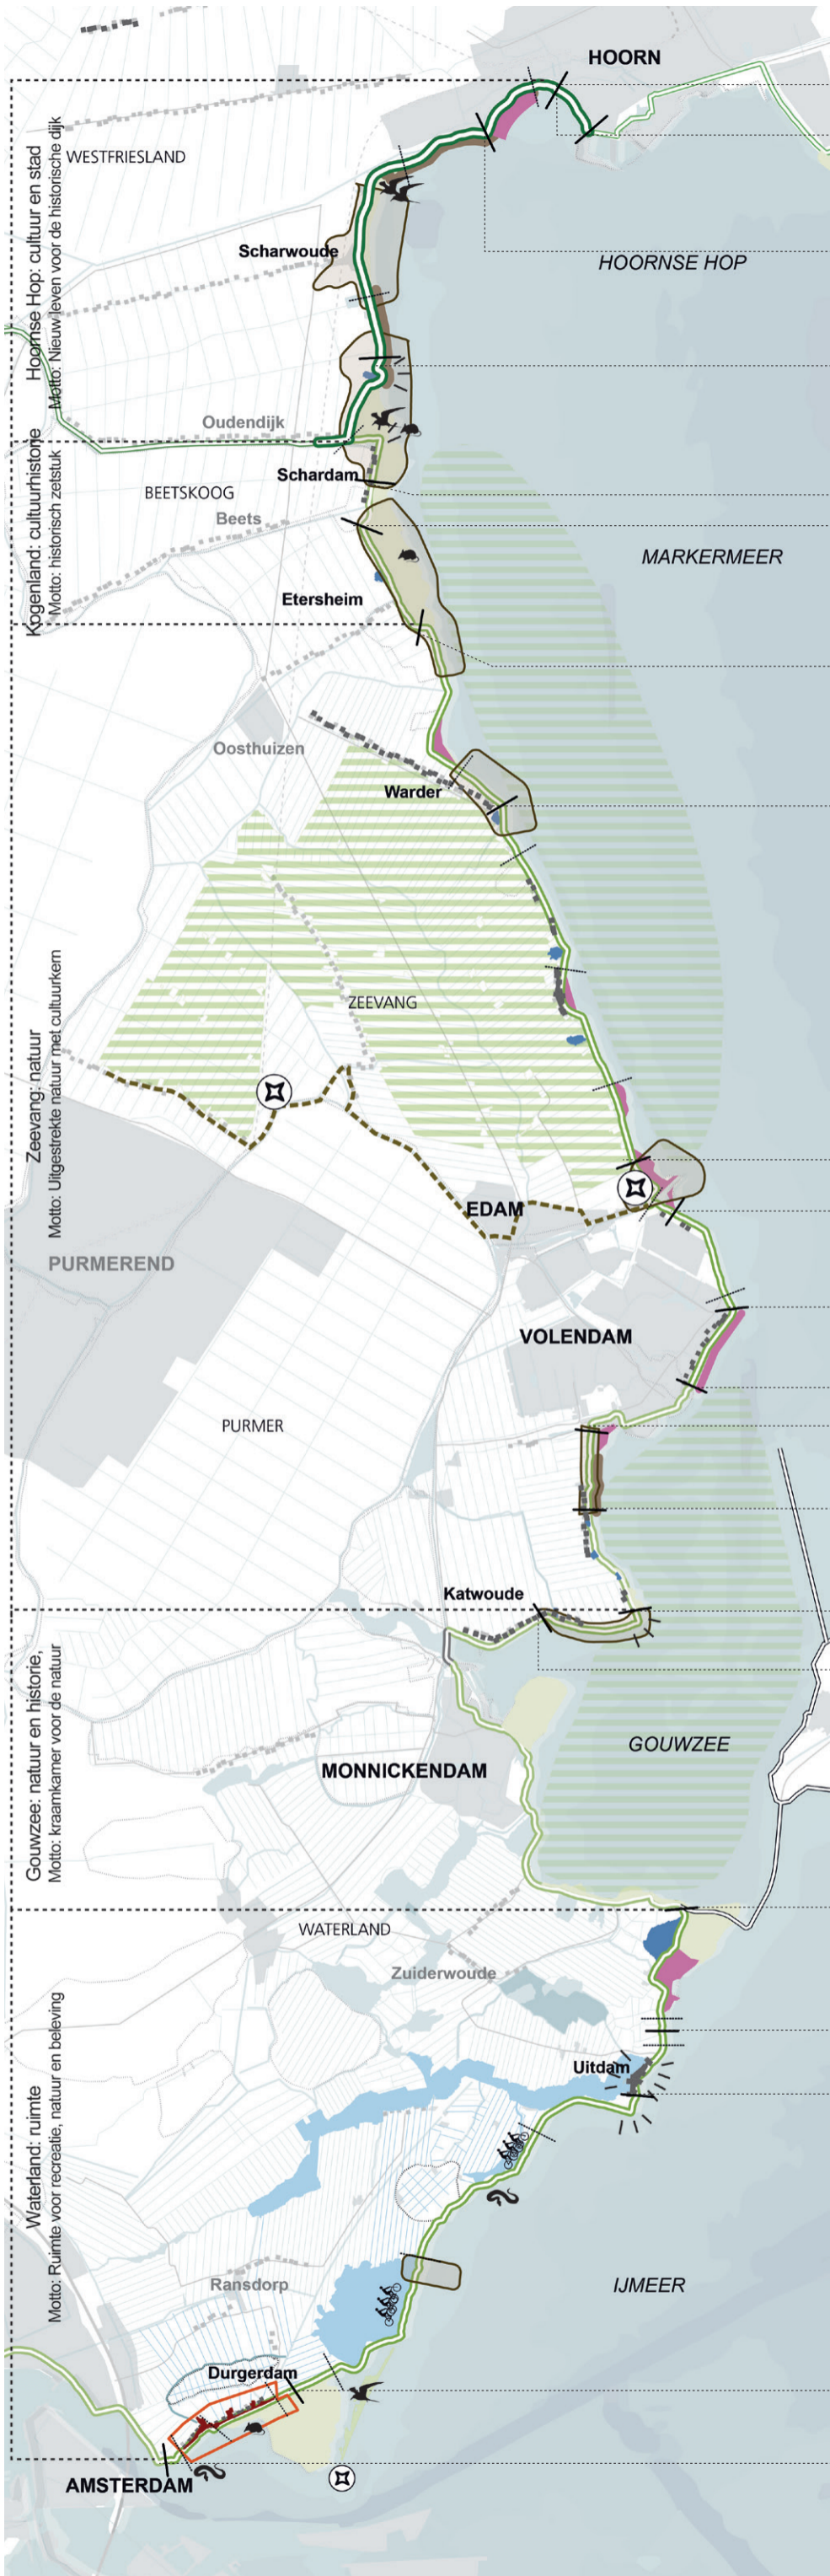 HOORN
WESTFRIESLAND
Hoornse Hop: cultuur en stad
Motto: Nieuw leven voor de historische dijk
Scharwoude
HOORNSE HOP
Oudendijk
Kogenland: cultuurhistorie
Motto: historisch zetstuk
Schardam
BEETSKOOG
Beets
MARKERMEER
Etersheim
Oosthuizen
Warder
Zeevang: natuur
Motto: Uitgestrekte natuur met cultuurkern
ZEEVANG
EDAM
PURMEREND
VOLENDAM
PURMER
Katwoude
Gouwzee: natuur en historie,
Motto: kraamkamer voor de natuur
GOUWZEE
MONNICKENDAM
WATERLAND
Zuiderwoude
Waterland: ruimte
Motto: Ruimte voor recreatie, natuur en beleving
Uitdam
Ransdorp
IJMEER
Durgerdam
AMSTERDAM